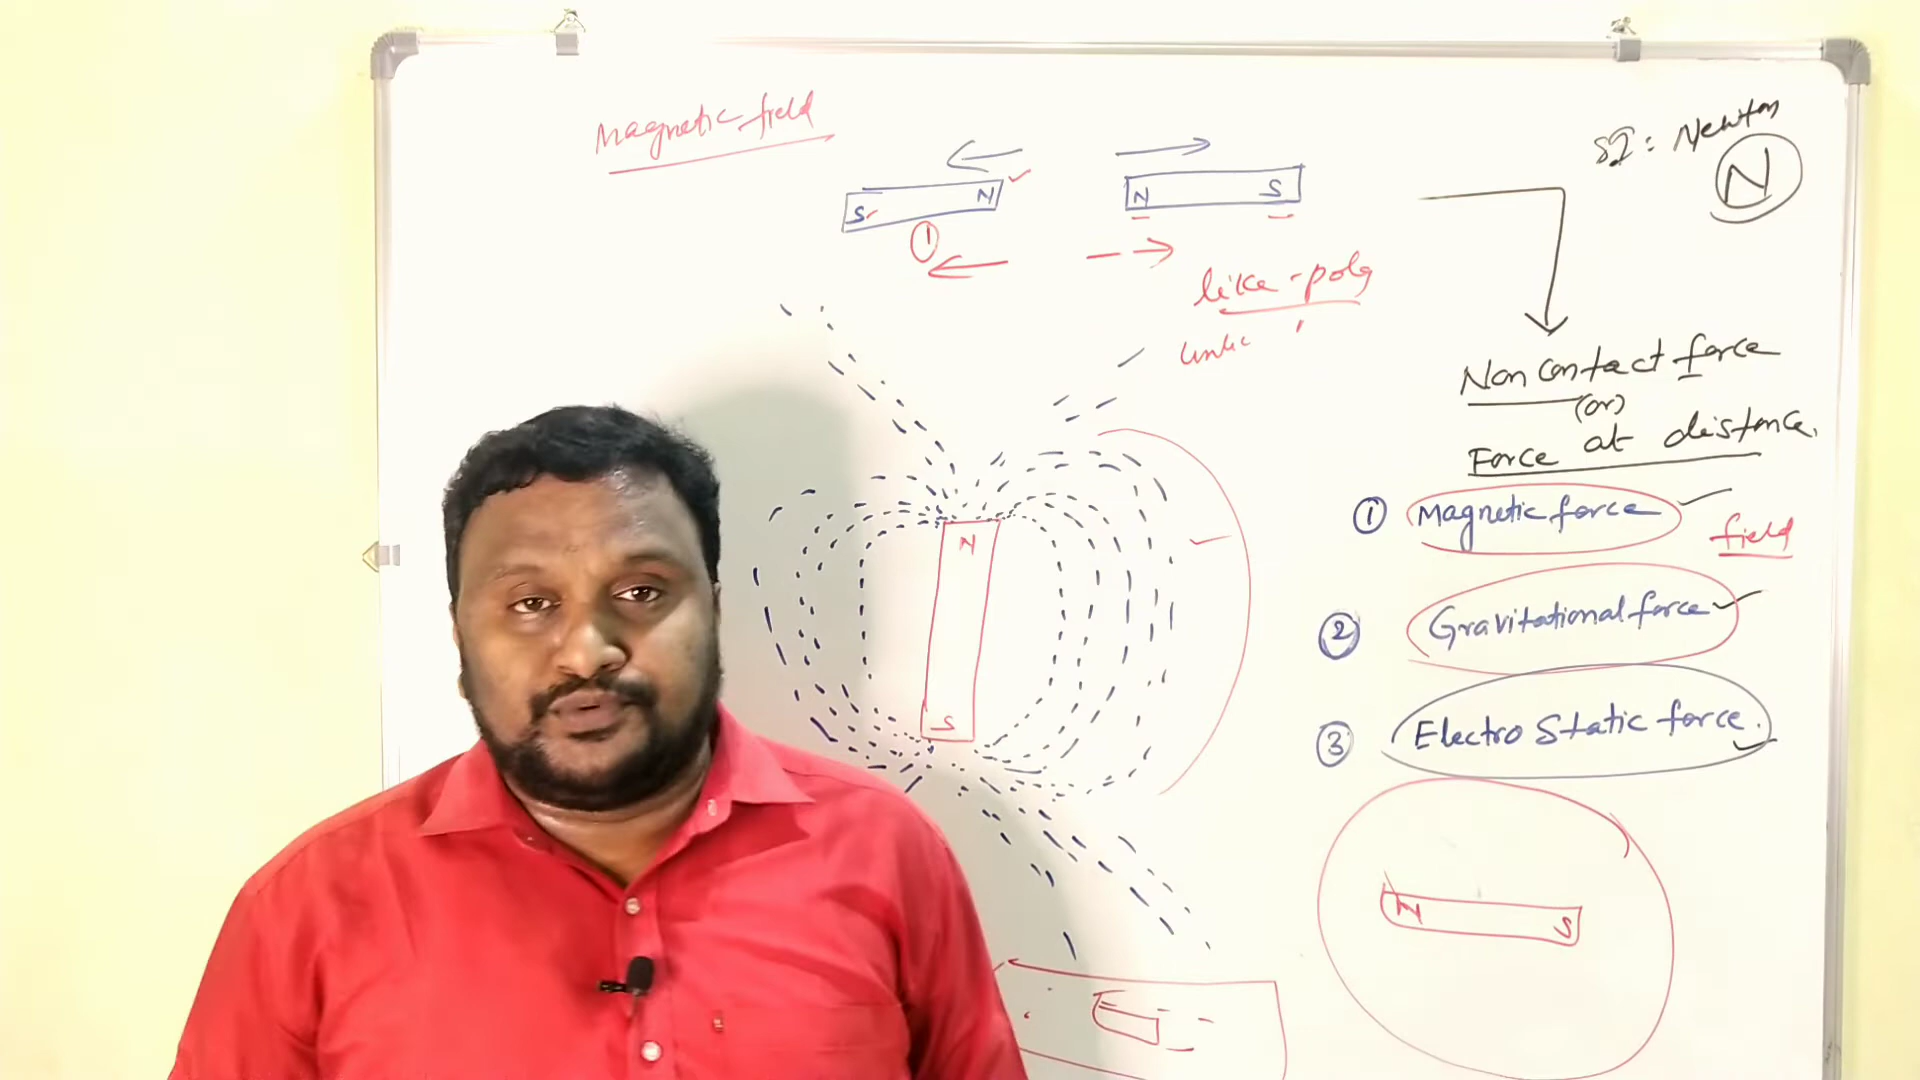 Magnetic field
SI: Newton
N
S N
N S
1
like-poles
Non Contact force
(or)
Force at distance.
1 Magnetic force
field
2 Gravitational force
3 Electro Static force.
N
S
N S